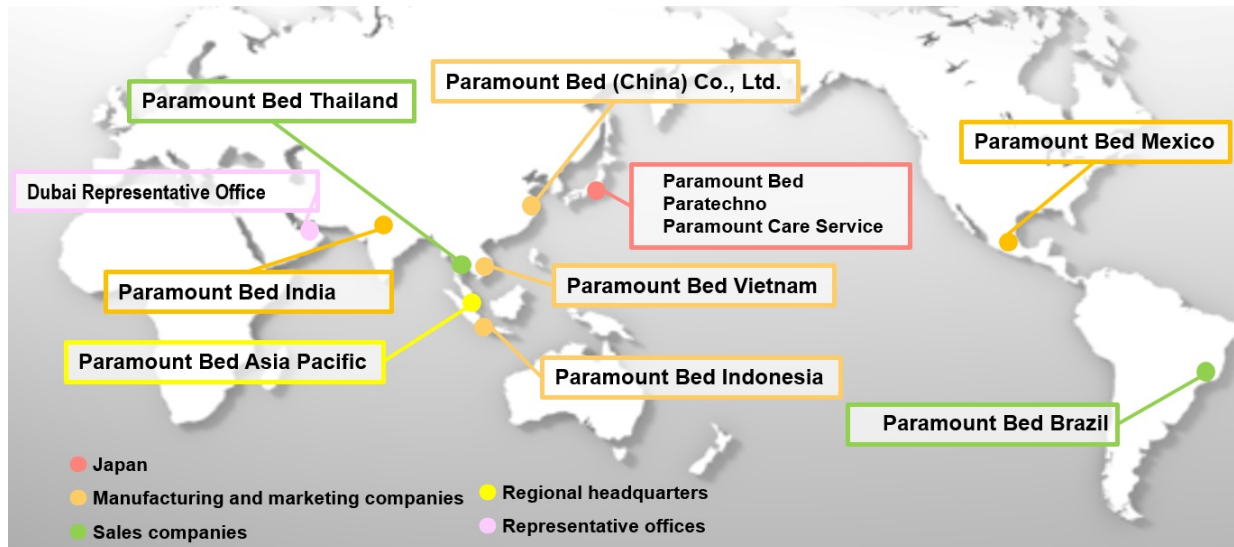 Paramount Bed (China) Co., Ltd.
Paramount Bed Thailand
Paramount Bed Mexico
Dubai Representative Office
Paramount Bed
Paratechno
Paramount Care Service
Paramount Bed India
Paramount Bed Vietnam
Paramount Bed Asia Pacific
Paramount Bed Indonesia
Paramount Bed Brazil
Japan
Manufacturing and marketing companies
Sales companies
Regional headquarters
Representative offices